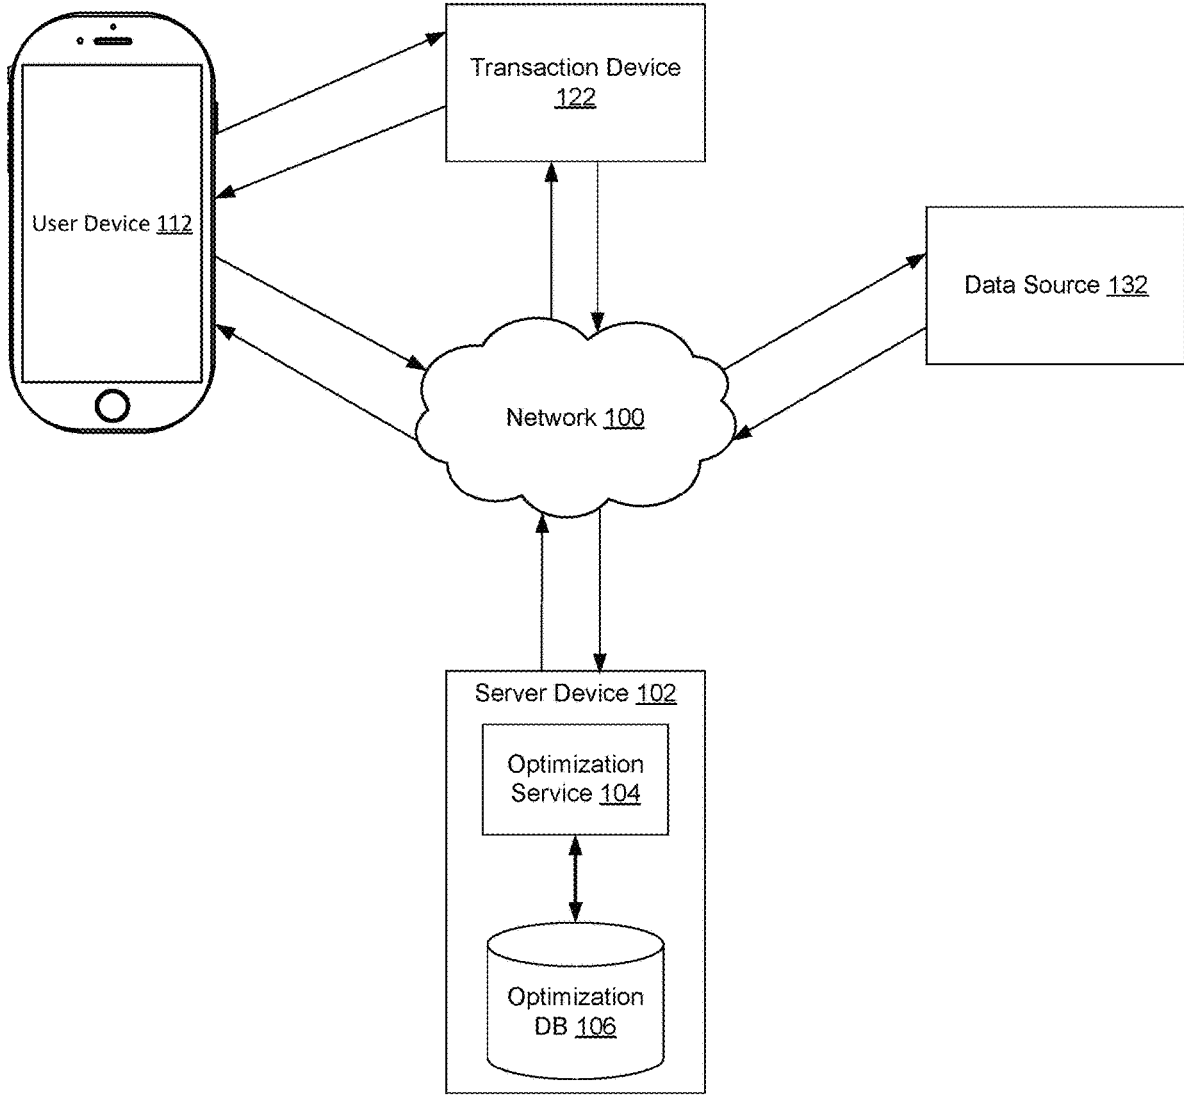 Transaction Device
122
User Device 112
Data Source 132
Network 100
Server Device 102
Optimization
Service 104
Optimization
DB 106